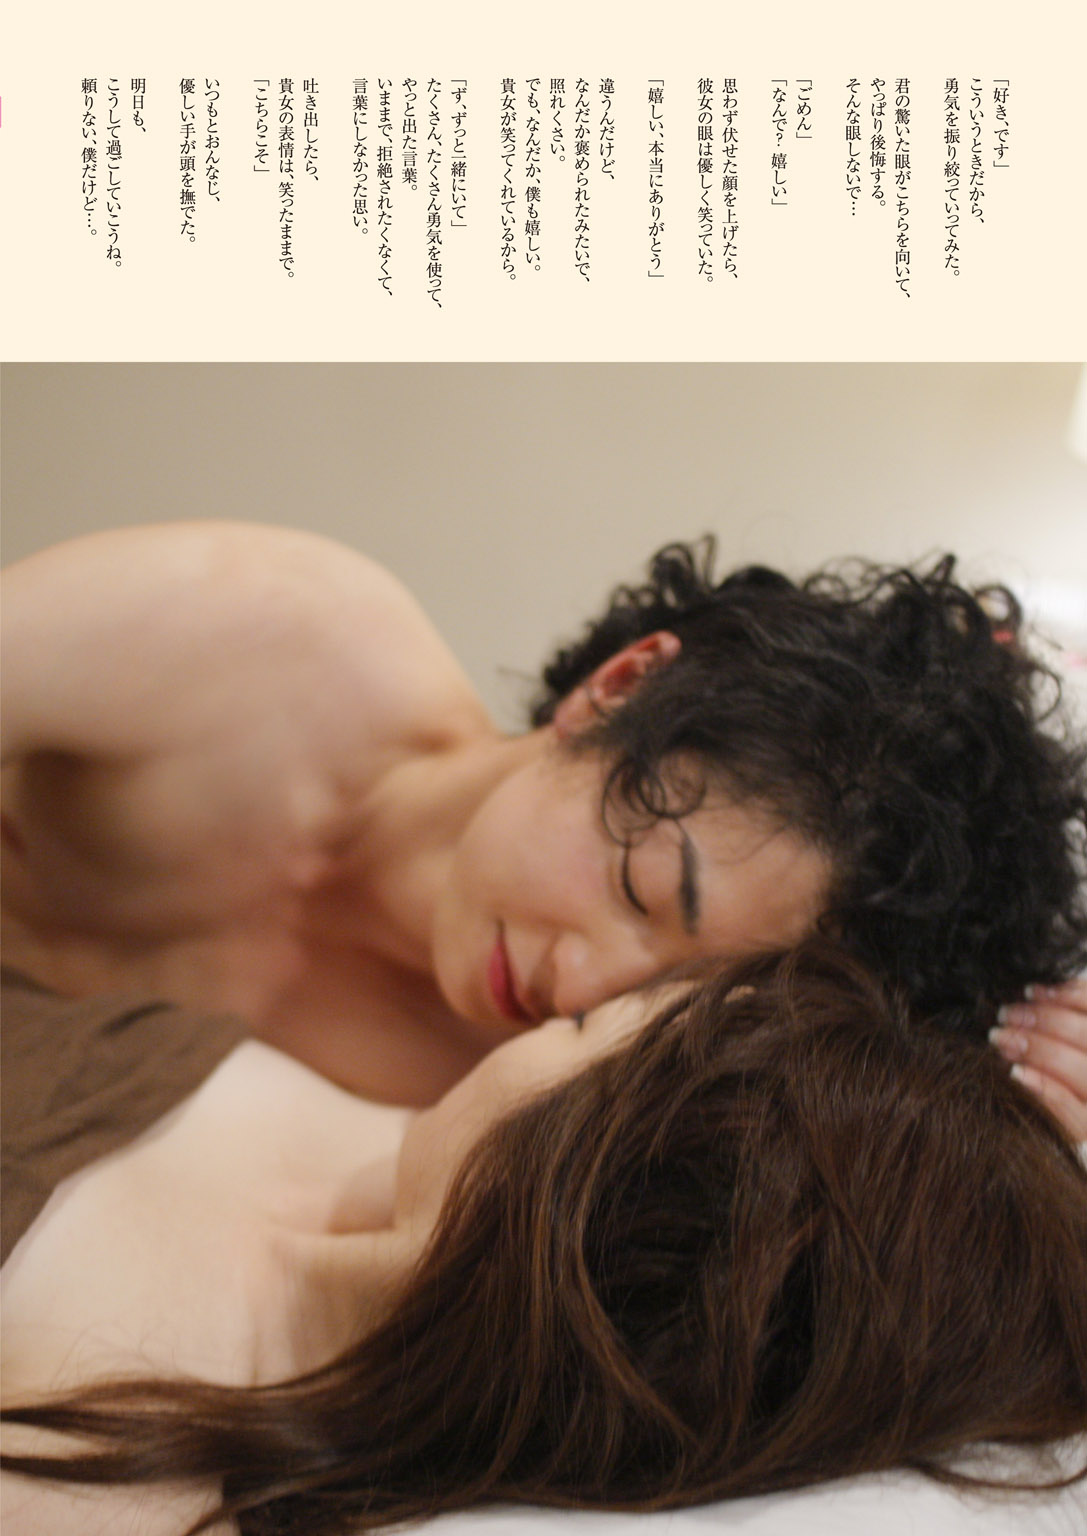 「好き、です」
こういうときだから、
勇気を振り絞っていってみた。
君の驚いた眼がこちらを向いて、
やっぱり後悔する。
そんな眼しないで…
「ごめん」
「なんで？ 嬉しい」
思わず伏せた顔を上げたら、
彼女の眼は優しく笑っていた。
「嬉しい、本当にありがとう」
違うんだけど、
なんだか褒められたみたいで、
照れくさい。
でも、なんだか、僕も嬉しい。
貴女が笑ってくれているから。
「ず、ずっと一緒にいて」
たくさん、たくさん勇気を使って、
やっと出た言葉。
いままで、拒絶されたくなくて、
言葉にしなかった思い。
吐き出したら、
貴女の表情は、笑ったままで。
「こちらこそ」
いつもとおんなじ、
優しい手が頭を撫でた。
明日も、
こうして過ごしていこうね。
頼りない、僕だけど…。